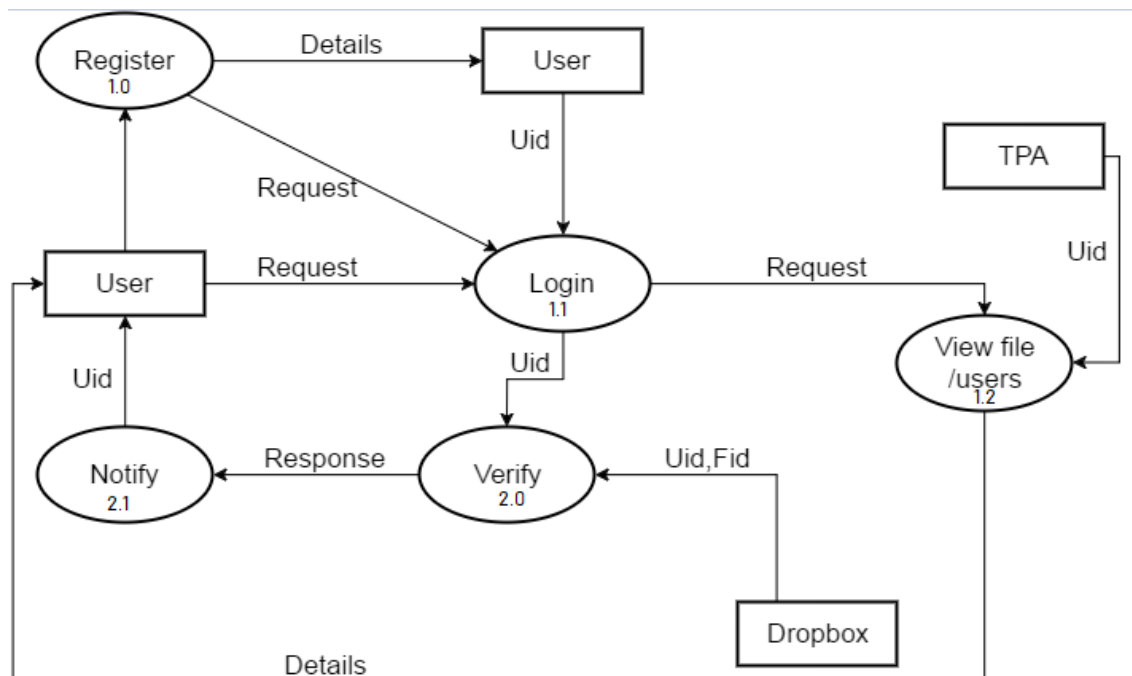 Register
1.0
Details
User
Uid
TPA
Request
Uid
User
Request
Login
1.1
Request
View file
/users
1.2
Uid
Uid
Notify
2.1
Response
Verify
2.0
Uid,Fid
Dropbox
Details